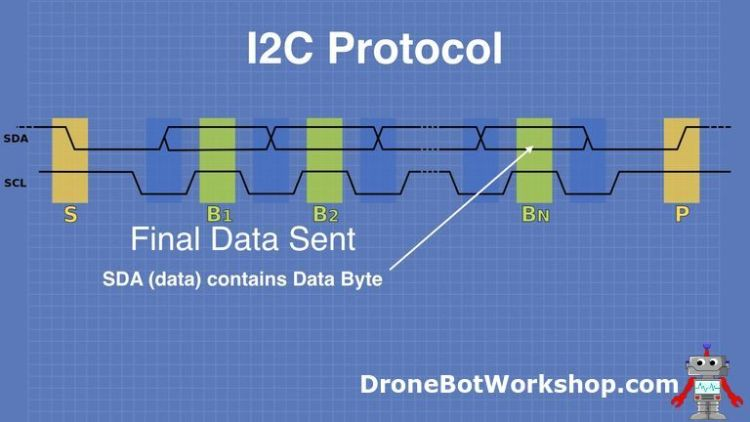 I2C Protocol
SDA
SCL
S B1 B2 BN P
Final Data Sent
SDA (data) contains Data Byte
DroneBotWorkshop.com